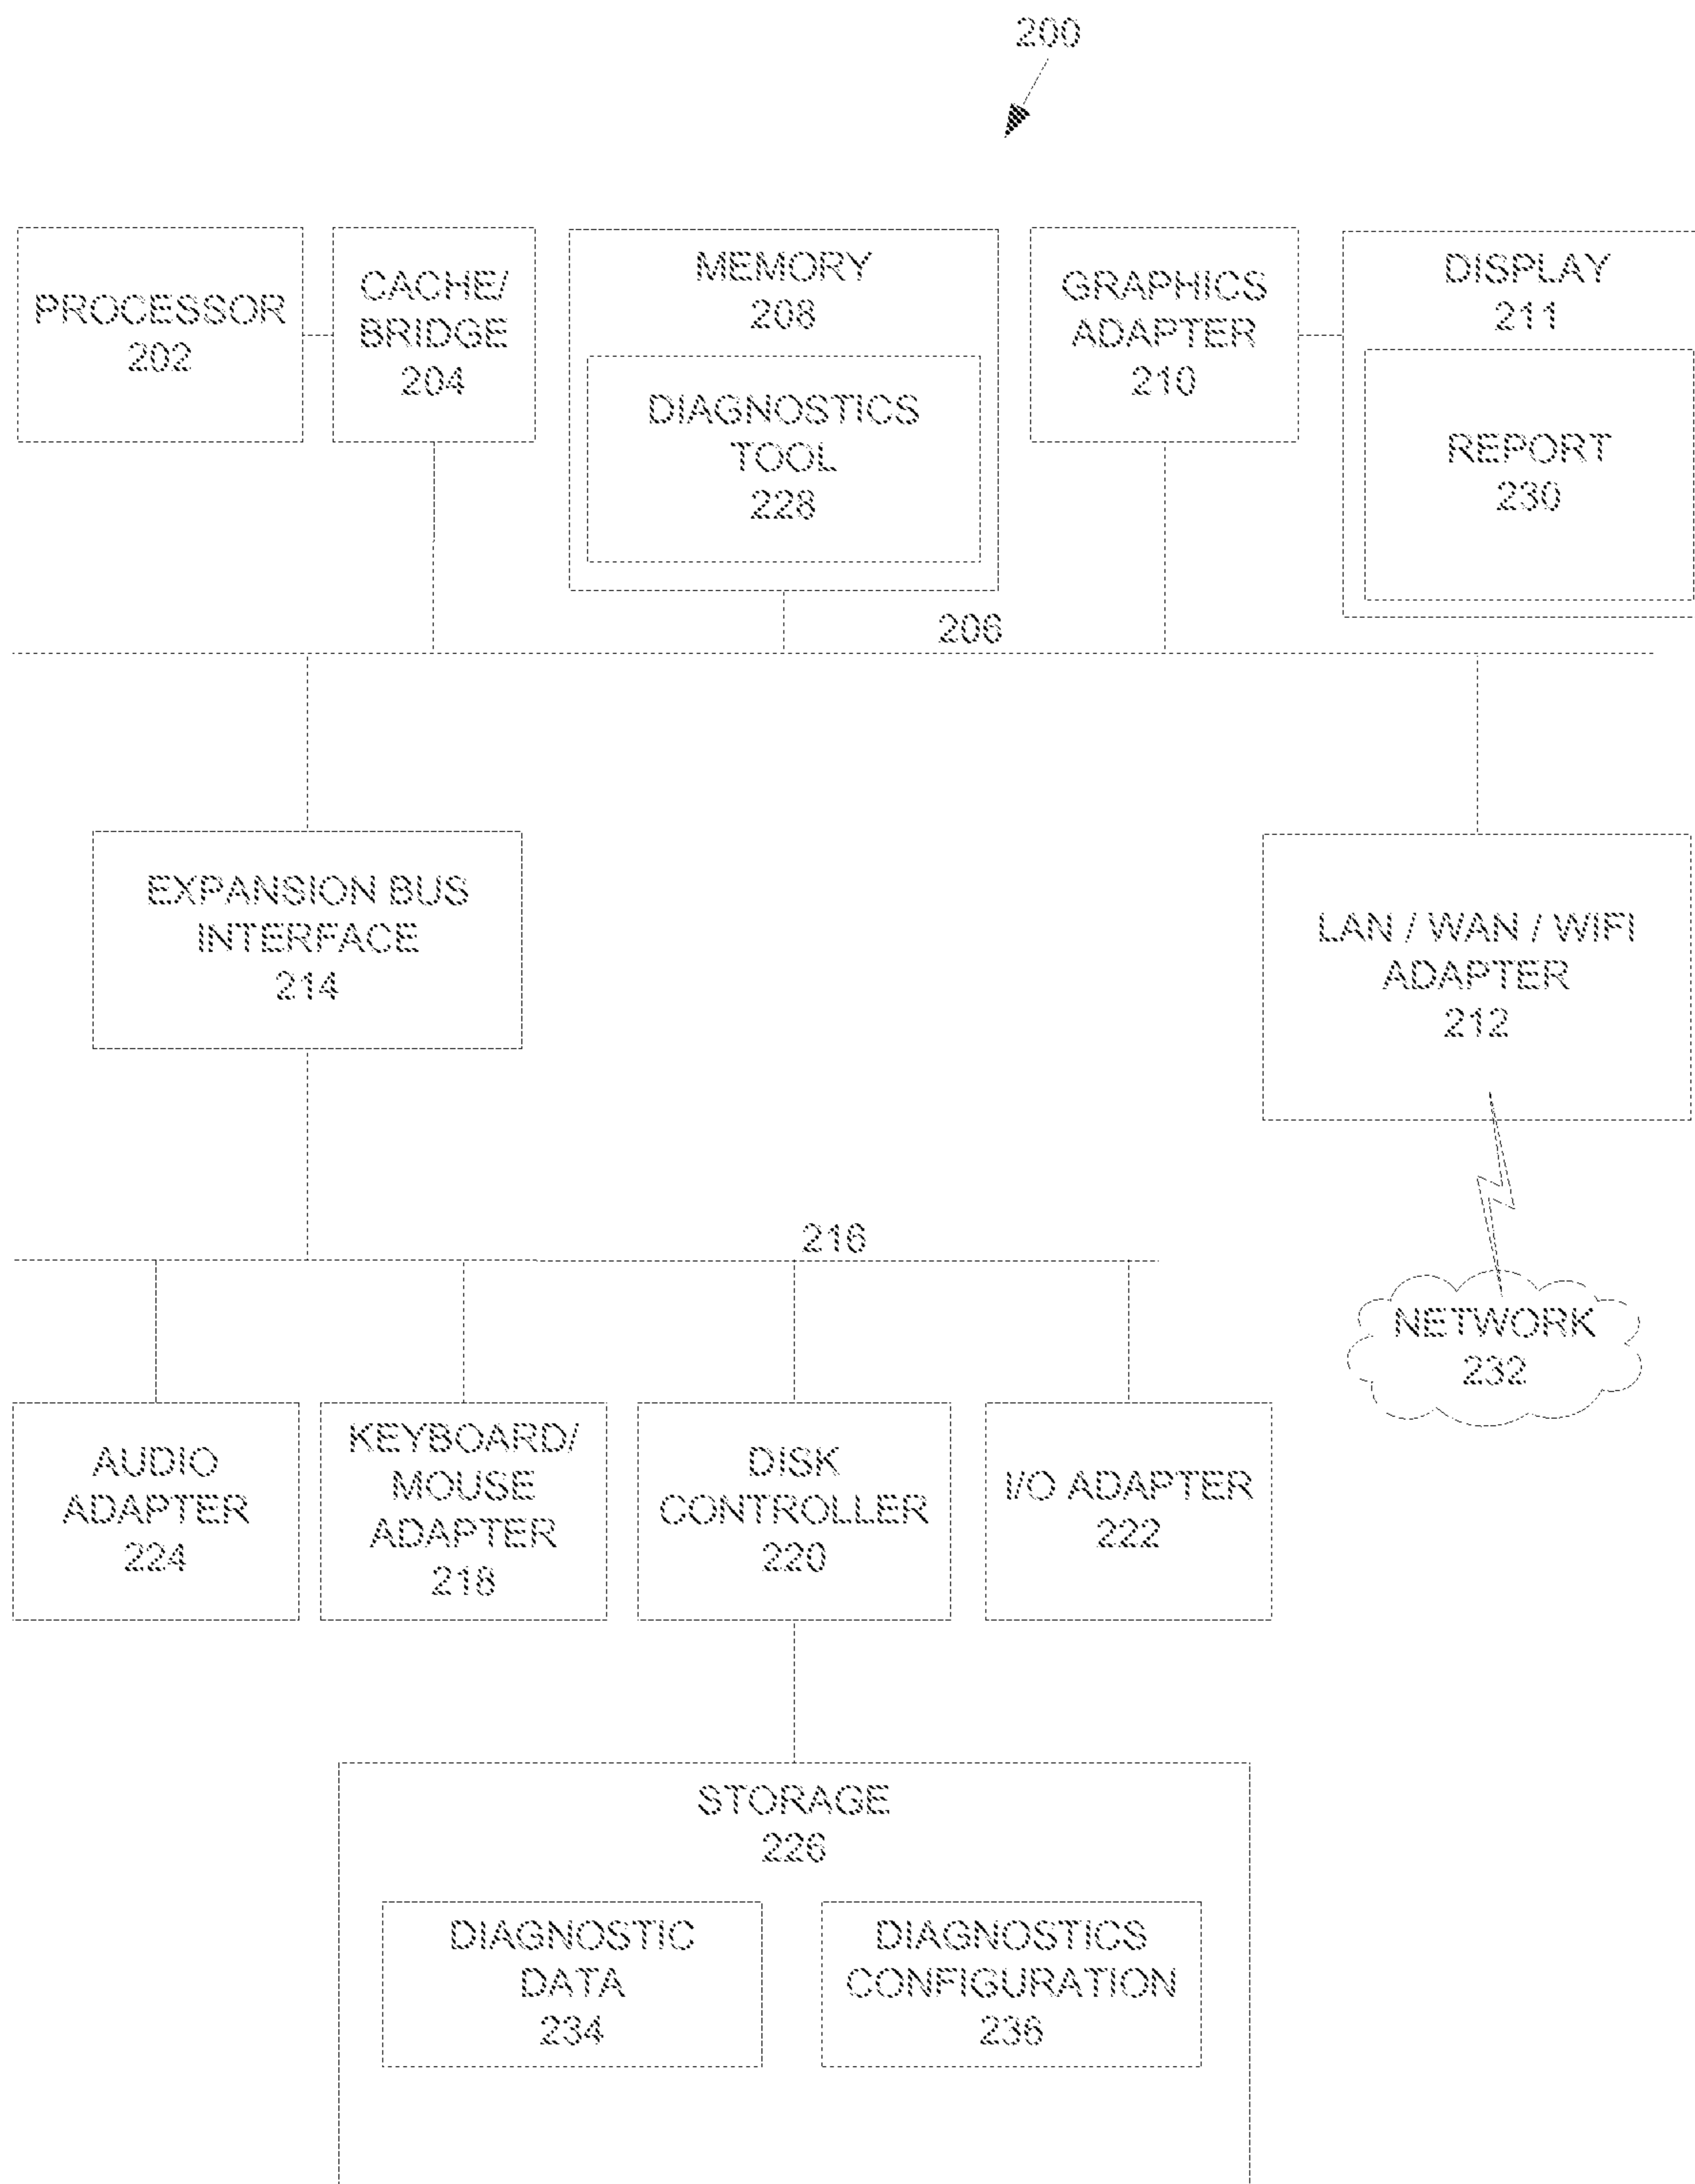 200
PROCESSOR
202
CACHE/
BRIDGE
204
MEMORY
208
DIAGNOSTICS
TOOL
228
GRAPHICS
ADAPTER
210
DISPLAY
211
REPORT
230
206
EXPANSION BUS
INTERFACE
214
LAN / WAN / WIFI
ADAPTER
212
216
NETWORK
232
AUDIO
ADAPTER
224
KEYBOARD/
MOUSE
ADAPTER
218
DISK
CONTROLLER
220
I/O ADAPTER
222
STORAGE
226
DIAGNOSTIC
DATA
234
DIAGNOSTICS
CONFIGURATION
236